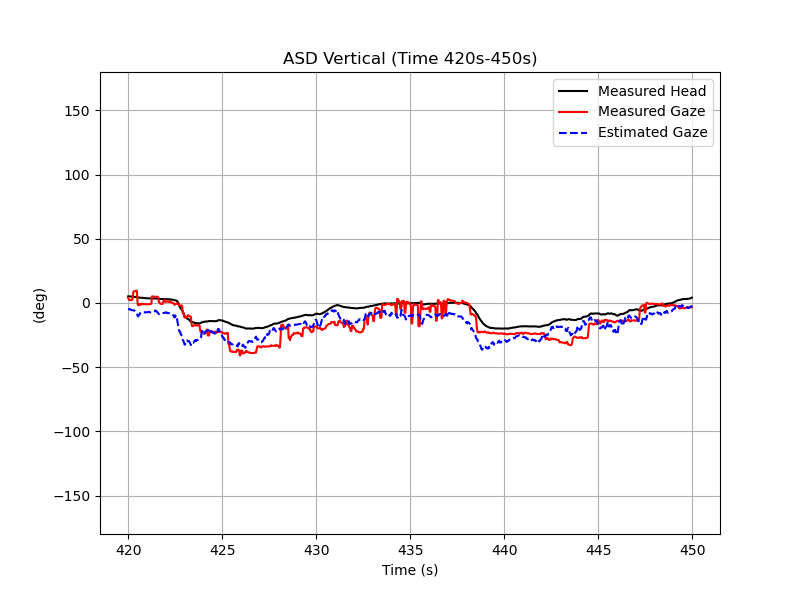 ASD Vertical (Time 420s-450s)
Measured Head
Measured Gaze
Estimated Gaze
150
100
50
0
−50
−100
−150
(deg)
420 425 430 435 440 445 450
Time (s)